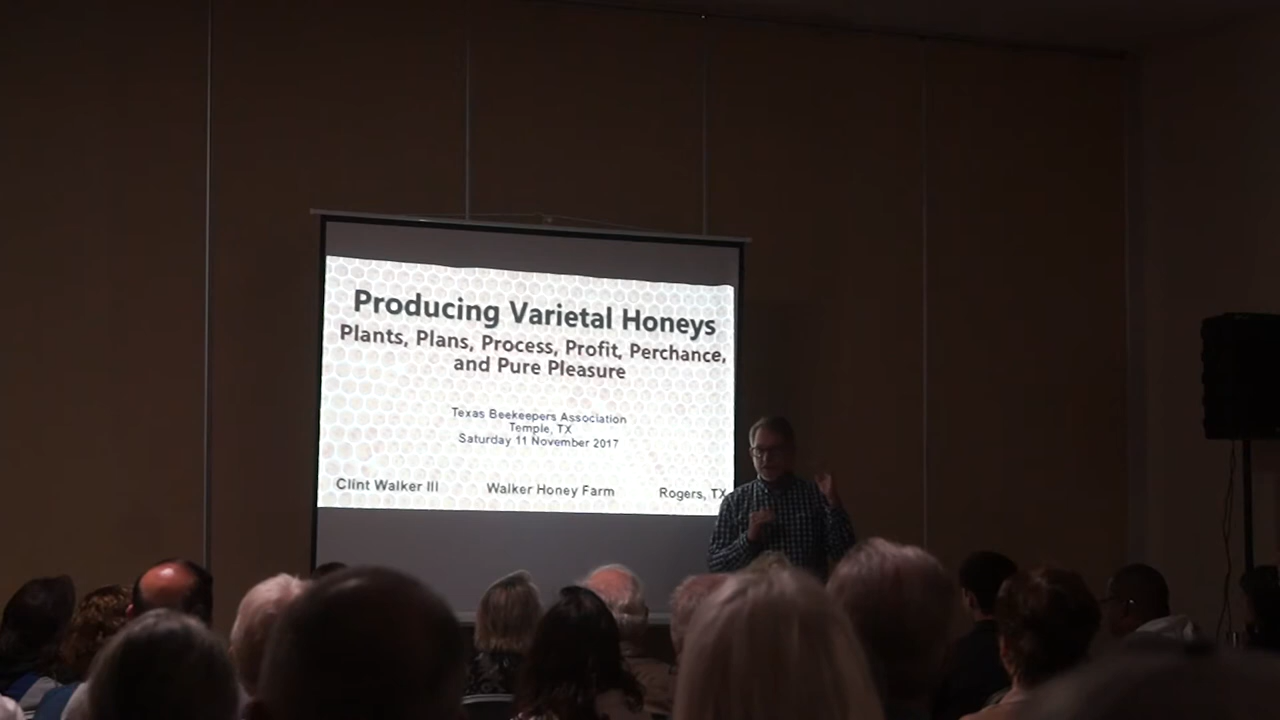 Producing Varietal Honeys
Plants, Plans, Process, Profit, Perchance,
and Pure Pleasure
Texas Beekeepers Association
Temple, TX
Saturday 11 November 2017
Clint Walker III Walker Honey Farm Rogers, TX